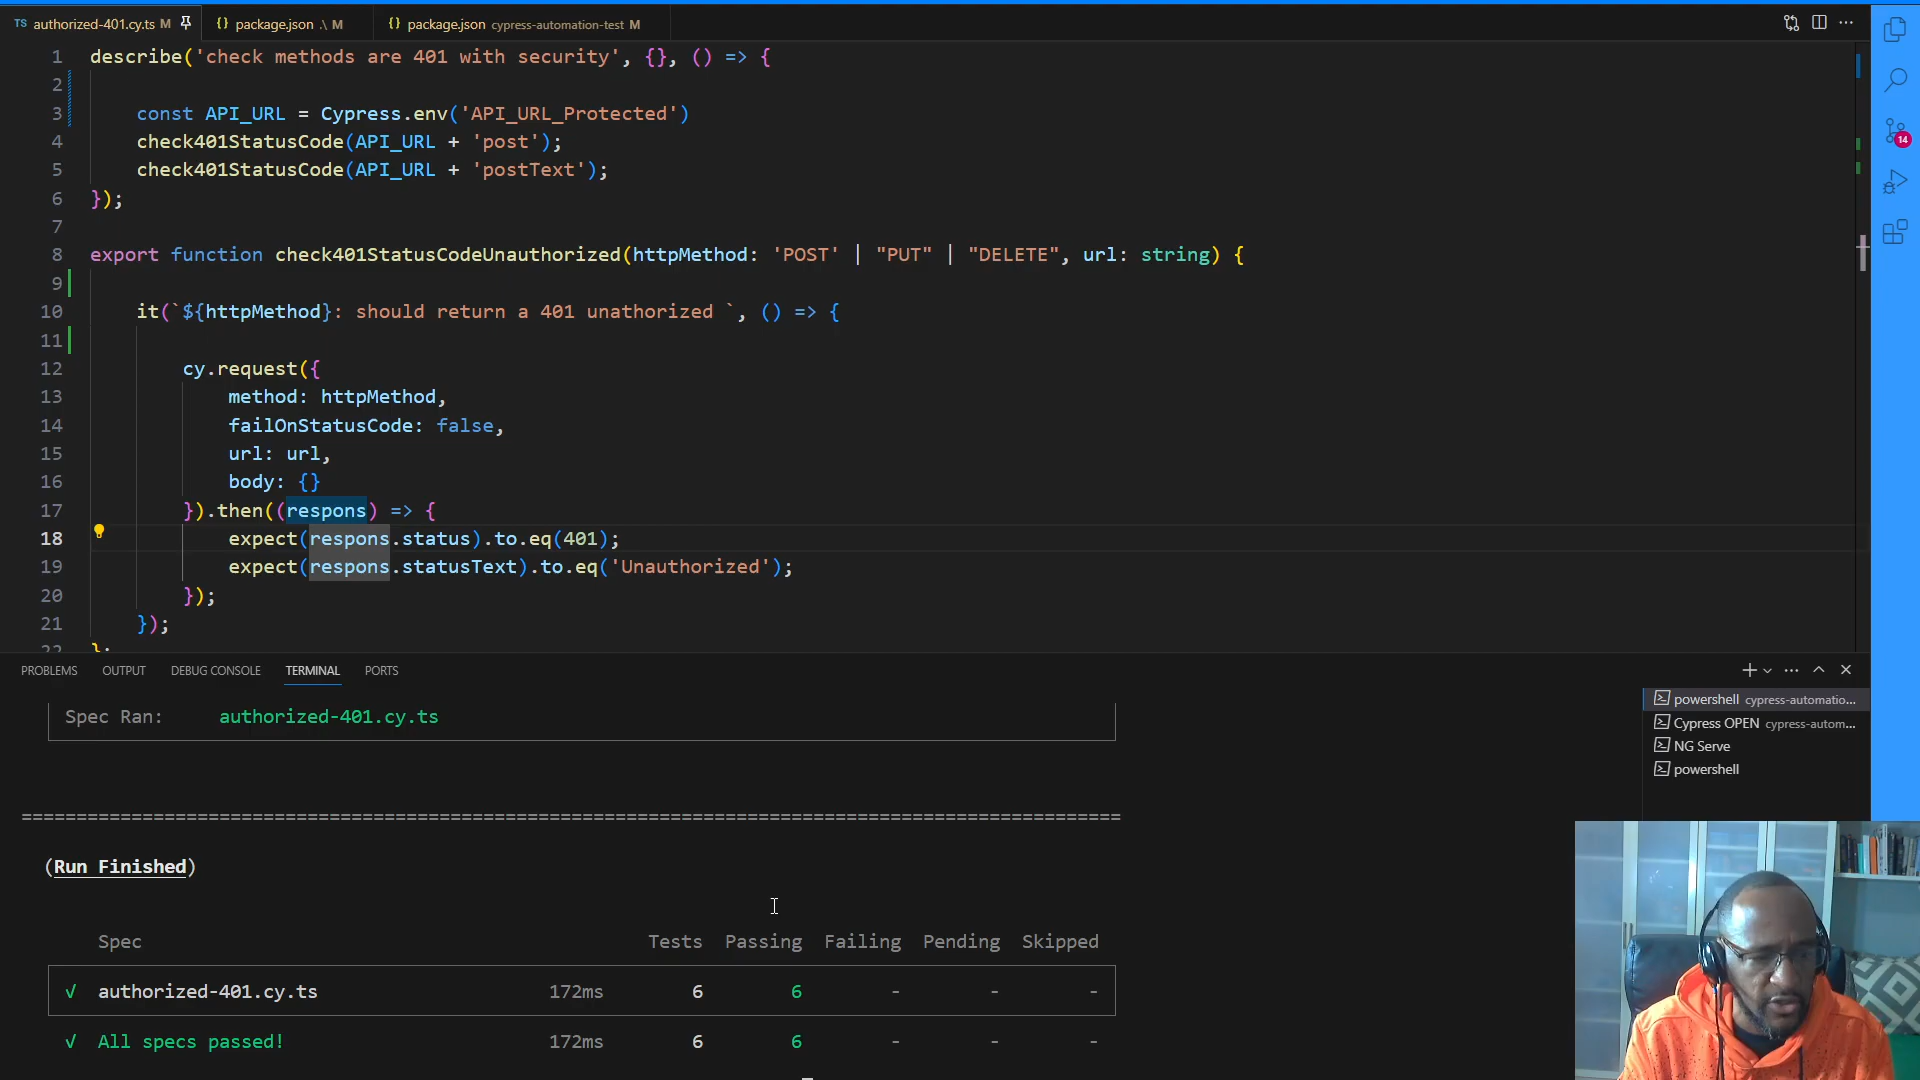 TS authorized-401.cy.ts M
{} package.json .\ M
{} package.json cypress-automation-test M
1 describe('check methods are 401 with security', {}, () => {
2
3 const API_URL = Cypress.env('API_URL_Protected')
4 check401StatusCode(API_URL + 'post');
5 check401StatusCode(API_URL + 'postText');
6 });
7
8 export function check401StatusCodeUnauthorized(httpMethod: 'POST' | "PUT" | "DELETE", url: string) {
9
10 it(`${httpMethod}: should return a 401 unathorized `, () => {
11
12 cy.request({
13 method: httpMethod,
14 failOnStatusCode: false,
15 url: url,
16 body: {}
17 }).then((respons) => {
18 expect(respons.status).to.eq(401);
19 expect(respons.statusText).to.eq('Unauthorized');
20 });
21 });
22 };
14
PROBLEMS OUTPUT DEBUG CONSOLE TERMINAL PORTS
Spec Ran: authorized-401.cy.ts
====================================================================================================
(Run Finished)
Spec Tests Passing Failing Pending Skipped
√ authorized-401.cy.ts 172ms 6 6 - - -
√ All specs passed! 172ms 6 6 - - -
powershell cypress-automatio...
Cypress OPEN cypress-autom...
NG Serve
powershell